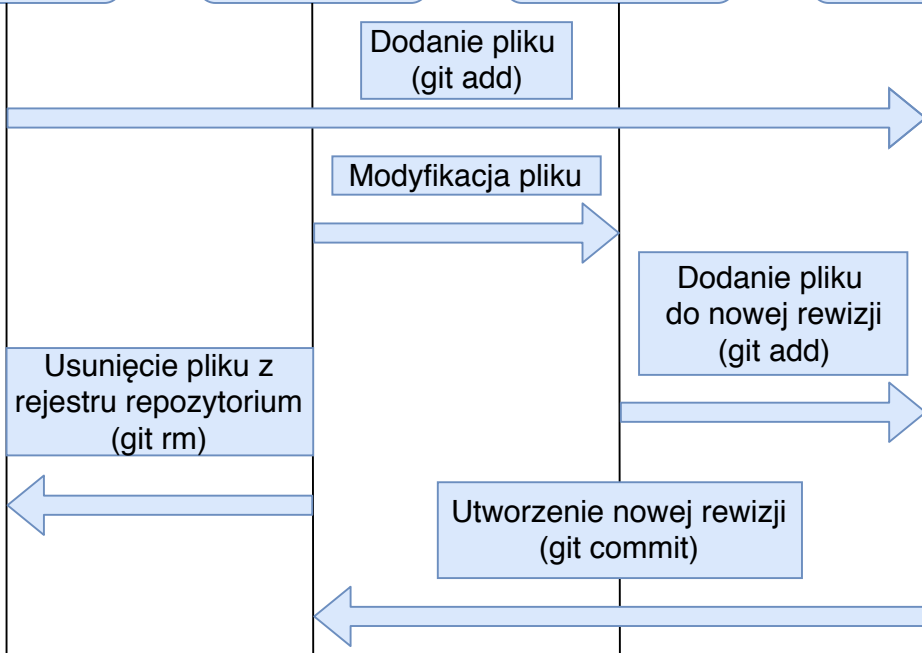 Dodanie pliku
(git add)
Modyfikacja pliku
Dodanie pliku
do nowej rewizji
(git add)
Usunięcie pliku z
rejestru repozytorium
(git rm)
Utworzenie nowej rewizji
(git commit)